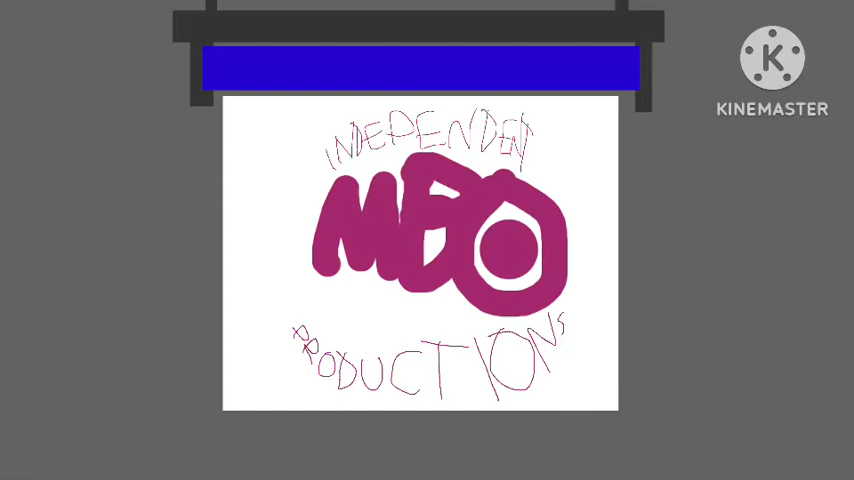 K
KINEMASTER
INDEPENDENT
MBO
PRODUCTIONS